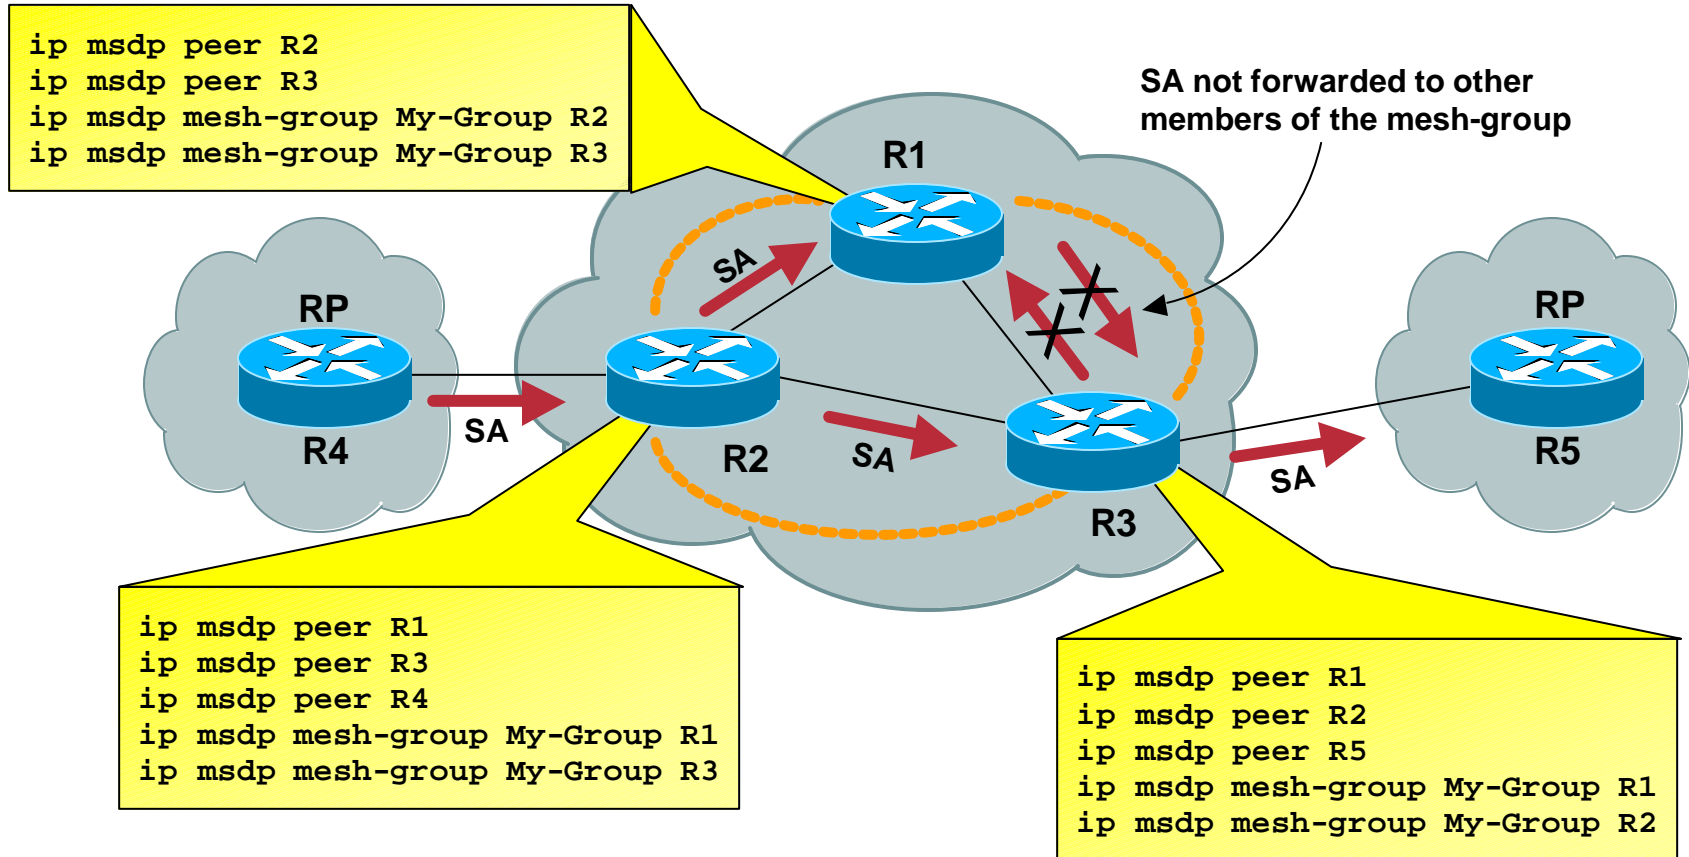 ip msdp peer R2
ip msdp peer R3
ip msdp mesh-group My-Group R2
ip msdp mesh-group My-Group R3
SA not forwarded to other
members of the mesh-group
R1
SA
RP
R4
SA
R2
SA
R3
SA
RP
R5
ip msdp peer R1
ip msdp peer R3
ip msdp peer R4
ip msdp mesh-group My-Group R1
ip msdp mesh-group My-Group R3
ip msdp peer R1
ip msdp peer R2
ip msdp peer R5
ip msdp mesh-group My-Group R1
ip msdp mesh-group My-Group R2